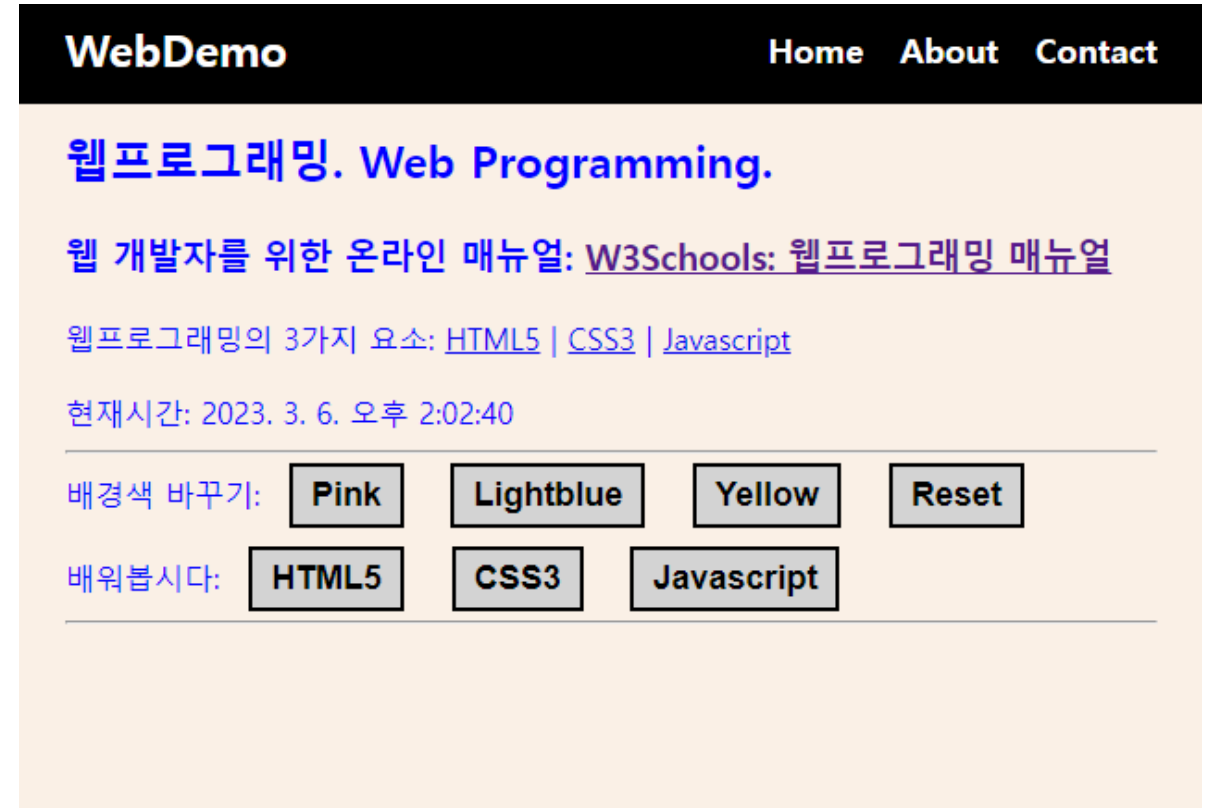 WebDemo Home About Contact
웹프로그래밍. Web Programming.
웹 개발자를 위한 온라인 매뉴얼: W3Schools: 웹프로그래밍 매뉴얼
웹프로그래밍의 3가지 요소: HTML5 | CSS3 | Javascript
현재시간: 2023. 3. 6. 오후 2:02:40
배경색 바꾸기: Pink Lightblue Yellow Reset
배워봅시다: HTML5 CSS3 Javascript